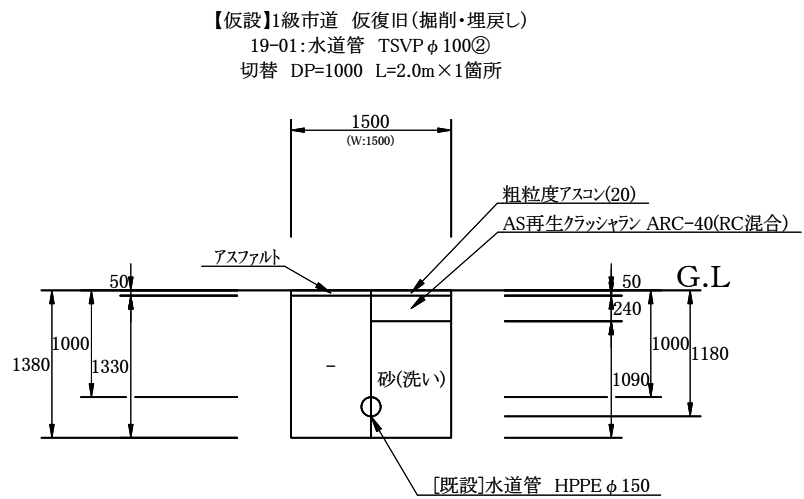 【仮設】1級市道 仮復旧(掘削・埋戻し)
19-01:水道管 TSVPφ100②
切替 DP=1000 L=2.0m×1箇所
1500
(W:1500)
粗粒度アスコン(20)
AS再生クラッシャラン ARC-40(RC混合)
アスファルト
50
50
G.L
240
1000
1000
1380
1330
1180
-
砂(洗い)
1090
[既設]水道管 HPPEφ150